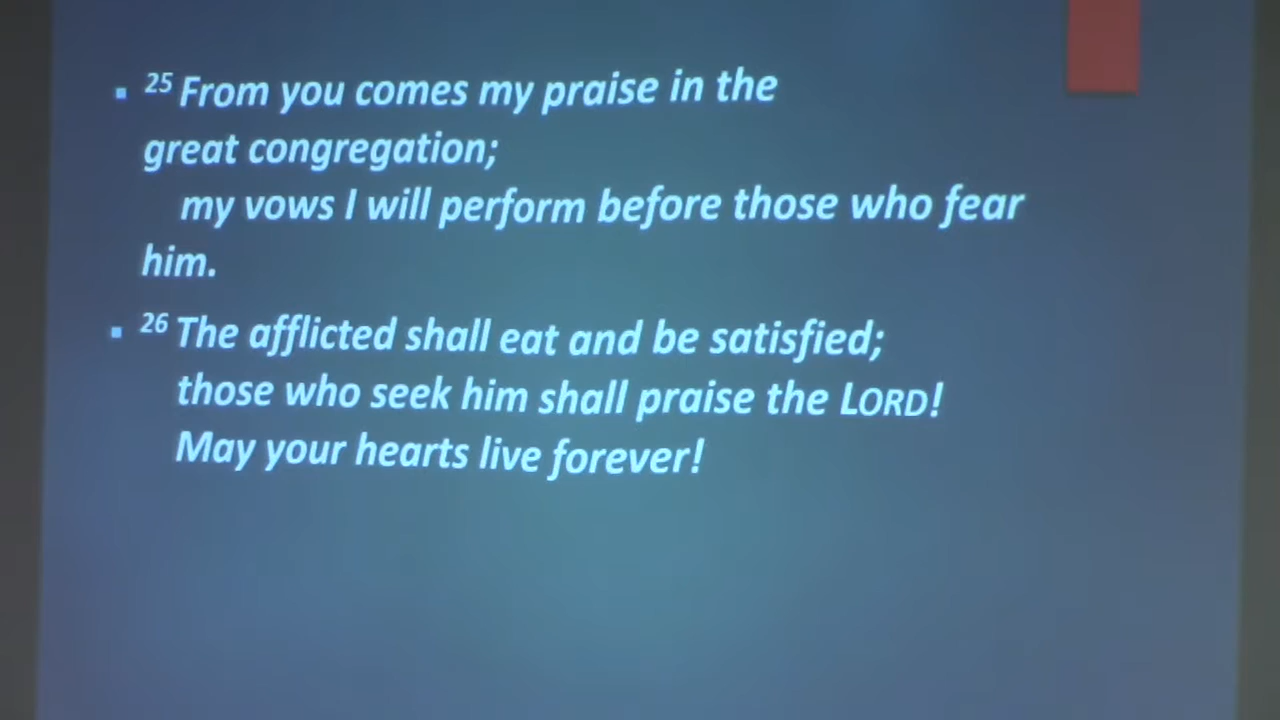 ▪ 25 From you comes my praise in the
great congregation;
my vows I will perform before those who fear
him.
▪ 26 The afflicted shall eat and be satisfied;
those who seek him shall praise the LORD!
May your hearts live forever!